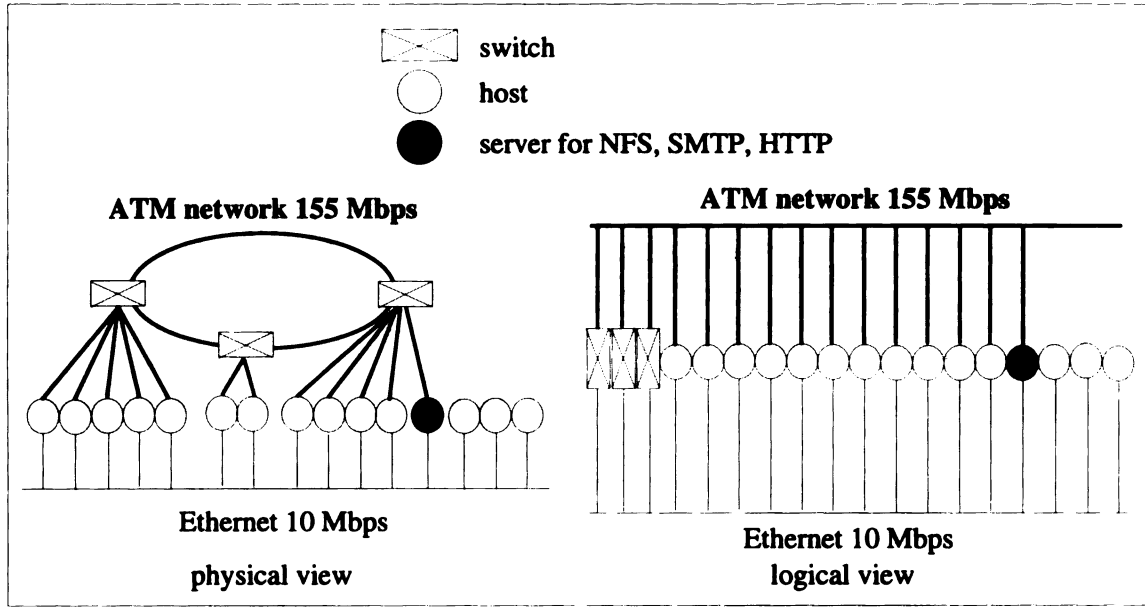 switch
host
server for NFS, SMTP, HTTP
ATM network 155 Mbps
Ethernet 10 Mbps
physical view
ATM network 155 Mbps
Ethernet 10 Mbps
logical view